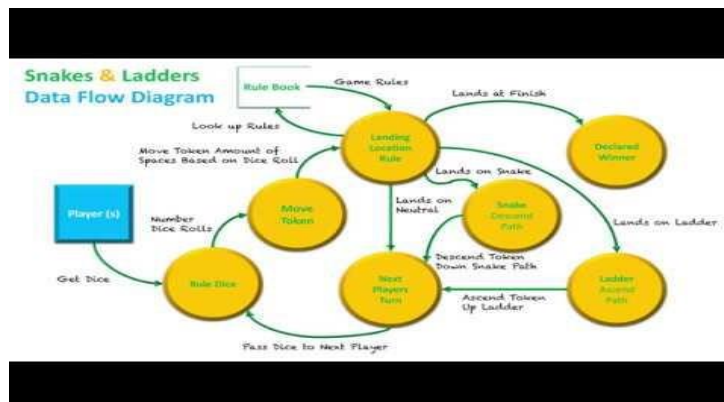 Snakes & Ladders
Data Flow Diagram
Rule Book
Game Rules
Lands at Finish
Look up Rules
Landing
Location
Rule
Declared
Winner
Move Token Amount of
Spaces Based on Dice Roll
Lands on Snake
Player (s)
Number
Dice Rolls
Move
Token
Lands on
Neutral
Snake
Descend
Path
Lands on Ladder
Get Dice
Rule Dice
Next
Players
Turn
Descend Token
Down Snake Path
Ladder
Ascend
Path
Ascend Token
Up Ladder
Pass Dice to Next Player